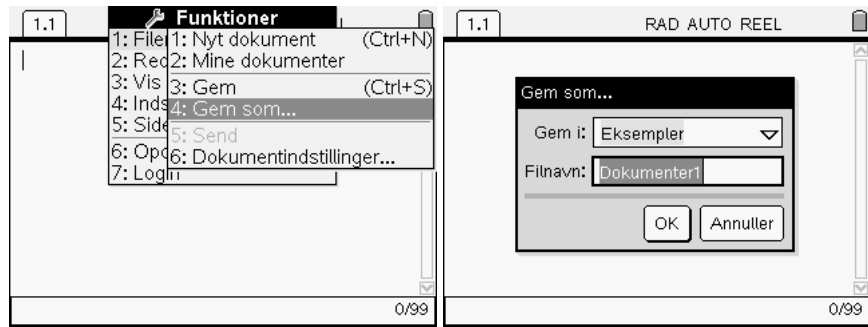 1.1
Funktioner
1: Nyt dokument (Ctrl+N)
2: Mine dokumenter
3: Gem (Ctrl+S)
4: Gem som...
5: Send
6: Dokumentindstillinger...
1: Filer
2: Red
3: Vis
4: Inds
5: Side
6: Opd
7: Login
0/99
1.1 RAD AUTO REEL
Gem som...
Gem i: Eksempler
Filnavn: Dokumenter1
OK Annuller
0/99